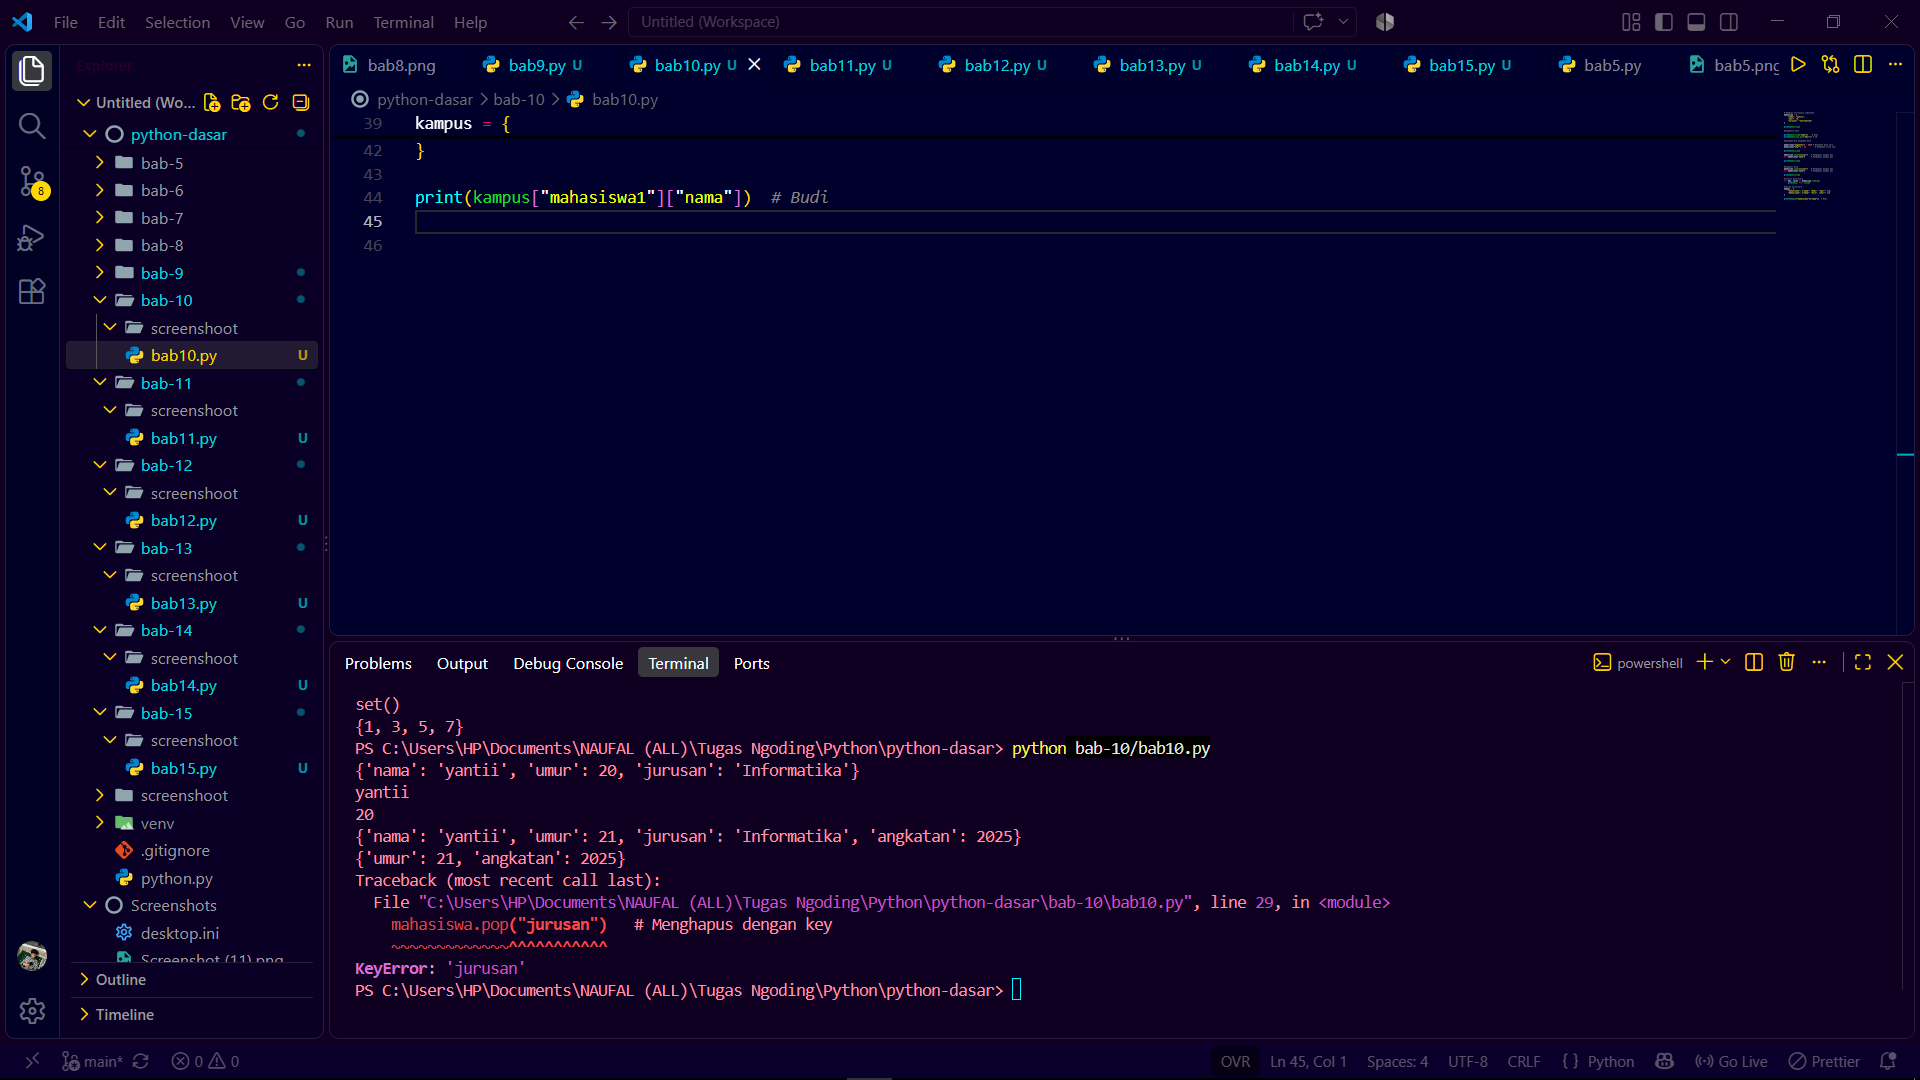 File Edit Selection View Go Run Terminal Help
Untitled (Workspace)
Explorer
Untitled (Wo...
python-dasar
bab-5
bab-6
bab-7
bab-8
bab-9
bab-10
screenshoot
bab10.py U
bab-11
screenshoot
bab11.py U
bab-12
screenshoot
bab12.py U
bab-13
screenshoot
bab13.py U
bab-14
screenshoot
bab14.py U
bab-15
screenshoot
bab15.py U
screenshoot
venv
.gitignore
python.py
Screenshots
desktop.ini
Screenshot (11).png
Outline
Timeline
8
bab8.png bab9.py U bab10.py U bab11.py U bab12.py U bab13.py U bab14.py U bab15.py U bab5.py bab5.png
python-dasar > bab-10 > bab10.py
39 kampus = {
42 }
43
44 print(kampus["mahasiswa1"]["nama"])  # Budi
45
46
Problems Output Debug Console Terminal Ports
powershell
set()
{1, 3, 5, 7}
PS C:\Users\HP\Documents\NAUFAL (ALL)\Tugas Ngoding\Python\python-dasar> python bab-10/bab10.py
{'nama': 'yantii', 'umur': 20, 'jurusan': 'Informatika'}
yantii
20
{'nama': 'yantii', 'umur': 21, 'jurusan': 'Informatika', 'angkatan': 2025}
{'umur': 21, 'angkatan': 2025}
Traceback (most recent call last):
  File "C:\Users\HP\Documents\NAUFAL (ALL)\Tugas Ngoding\Python\python-dasar\bab-10\bab10.py", line 29, in <module>
    mahasiswa.pop("jurusan")   # Menghapus dengan key
    ~~~~~~~~~~~~~^^^^^^^^^^^
KeyError: 'jurusan'
PS C:\Users\HP\Documents\NAUFAL (ALL)\Tugas Ngoding\Python\python-dasar>
main* 0 0 OVR Ln 45, Col 1 Spaces: 4 UTF-8 CRLF { } Python Go Live Prettier